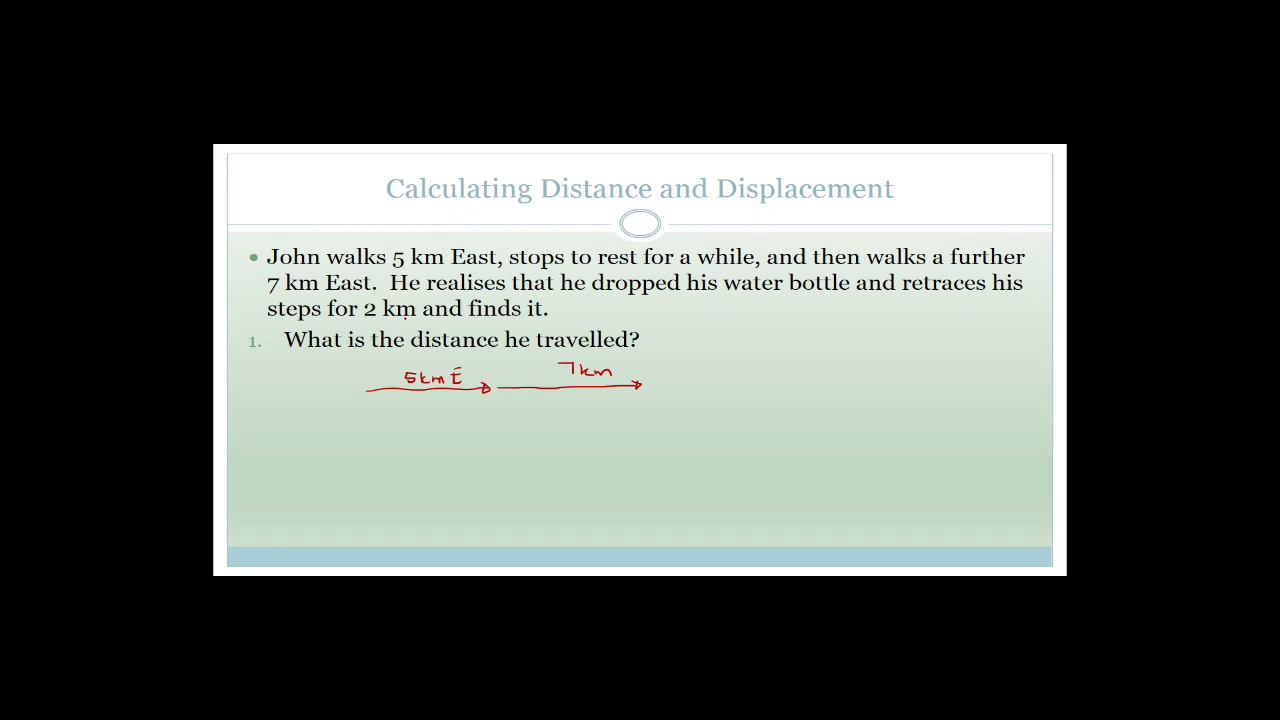 Calculating Distance and Displacement
• John walks 5 km East, stops to rest for a while, and then walks a further
7 km East. He realises that he dropped his water bottle and retraces his
steps for 2 km and finds it.
1. What is the distance he travelled?
5km E 7km